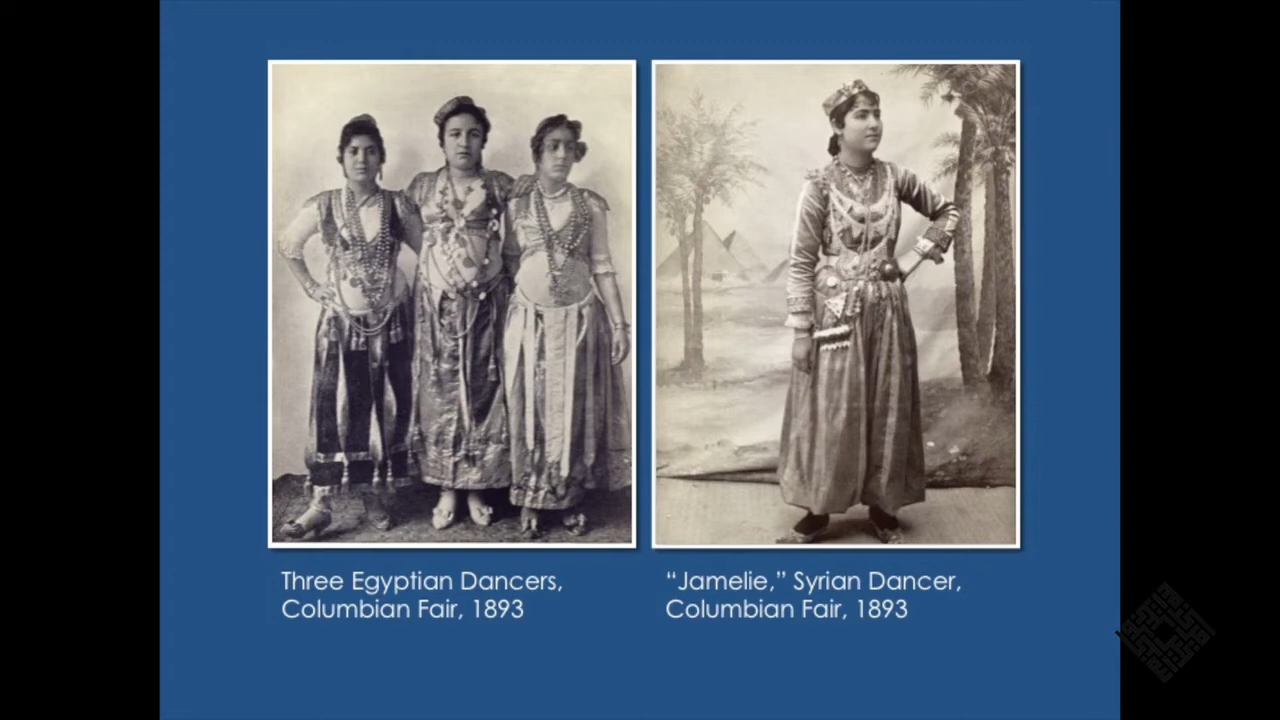 Three Egyptian Dancers,
Columbian Fair, 1893
“Jamelie,” Syrian Dancer,
Columbian Fair, 1893